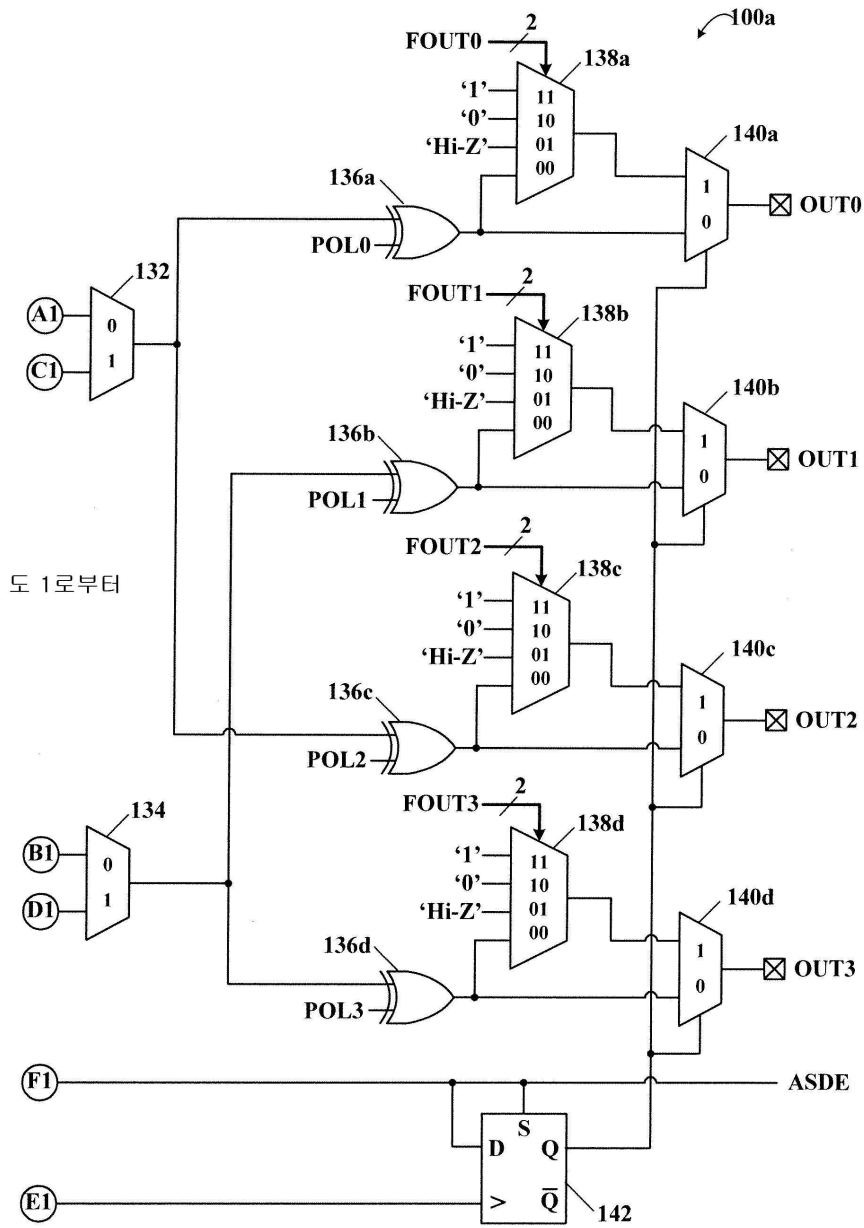 100a
FOUT0
2
138a
'1'
'0'
'Hi-Z'
11
10
01
00
140a
1
0
OUT0
136a
POL0
132
A1
C1
0
1
FOUT1
2
138b
'1'
'0'
'Hi-Z'
11
10
01
00
140b
1
0
OUT1
136b
POL1
도 1로부터
FOUT2
2
138c
'1'
'0'
'Hi-Z'
11
10
01
00
140c
1
0
OUT2
136c
POL2
134
B1
D1
0
1
FOUT3
2
138d
'1'
'0'
'Hi-Z'
11
10
01
00
140d
1
0
OUT3
136d
POL3
F1
ASDE
S
D
Q
>
Q̅
142
E1